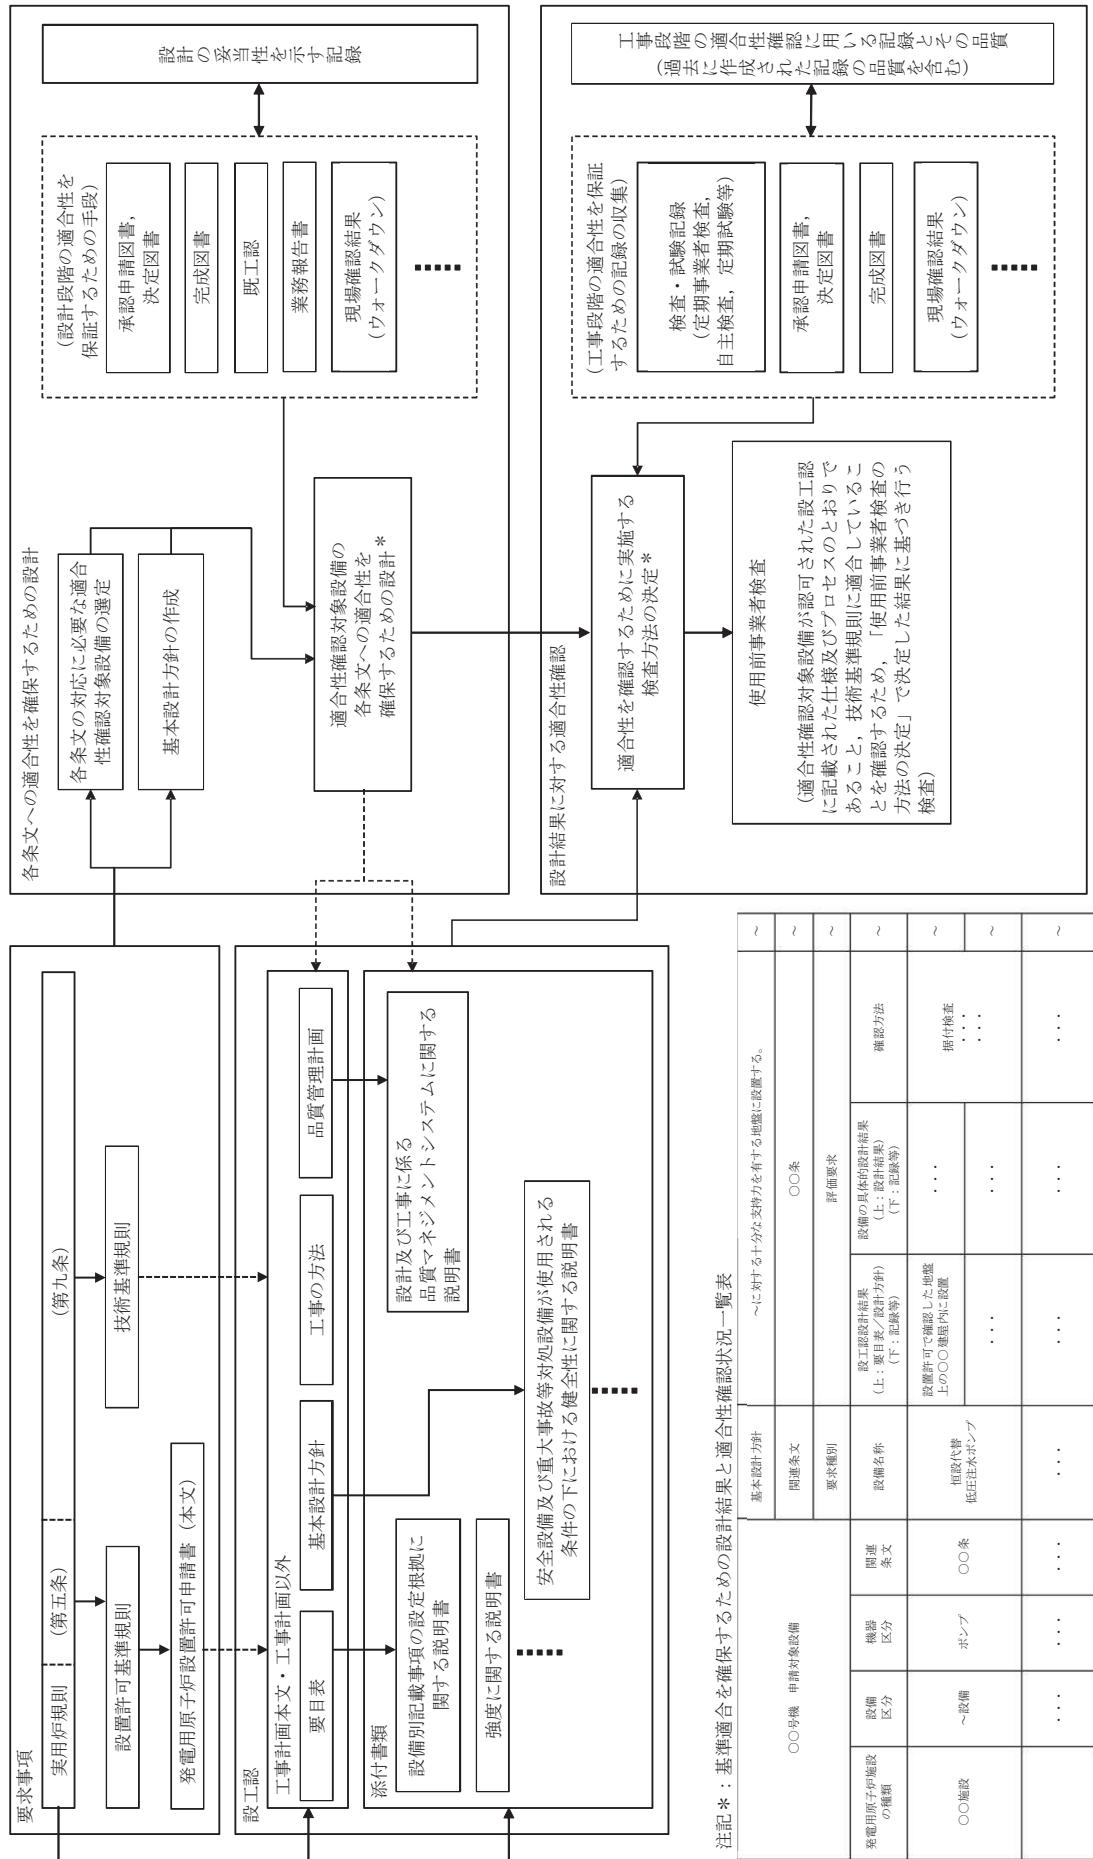 要求事項
実用炉規則
(第五条)
(第九条)
設置許可基準規則
技術基準規則
発電用原子炉設置許可申請書（本文）
設工認
工事計画本文・工事計画以外
要目表
基本設計方針
工事の方法
品質管理計画
添付書類
設備別記載事項の設定根拠に
関する説明書
強度に関する説明書
設計及び工事に係る
品質マネジメントシステムに関する
説明書
安全設備及び重大事故等対処設備が使用される
条件の下における健全性に関する説明書
各条文への適合性を確保するための設計
各条文の対応に必要な適合
性確認対象設備の選定
基本設計方針の作成
適合性確認対象設備の
各条文への適合性を
確保するための設計＊
(設計段階の適合性を
保証するための手段)
承認申請図書,
決定図書
完成図書
既工認
業務報告書
現場確認結果
(ウォークダウン)
設計の妥当性を示す記録
設計結果に対する適合性確認
適合性を確認するために実施する
検査方法の決定＊
使用前事業者検査
(適合性確認対象設備が認可された設工認
に記載された仕様及びプロセスのとおりで
あること，技術基準規則に適合しているこ
とを確認するため，「使用前事業者検査の
方法の決定」で決定した結果に基づき行う
検査)
(工事段階の適合性を保証
するための記録の収集)
検査・試験記録
(定期事業者検査,
自主検査，定期試験等)
承認申請図書,
決定図書
完成図書
現場確認結果
(ウォークダウン)
工事段階の適合性確認に用いる記録とその品質
(過去に作成された記録の品質を含む)
注記＊：基準適合を確保するための設計結果と適合性確認状況一覧表
○○号機　申請対象設備
基本設計方針
～に対する十分な支持力を有する地盤に設置する。
～
関連条文
○○条
～
要求種別
評価要求
～
発電用原子炉施設
の種類
設備
区分
機器
区分
関連
条文
設備名称
設工認設計結果
(上：要目表／設計方針)
(下：記録等)
設備の具体的設計結果
(上：設計結果)
(下：記録等)
確認方法
～
○○施設
～設備
ポンプ
○○条
恒設代替
低圧注水ポンプ
設置許可で確認した地盤
上の○○建屋内に設置
・・・
据付検査
・・・
・・・
～
・・・
・・・
～
・・・・
・・・・
・・・・
・・・・
・・・・
・・・・
・・・・
～